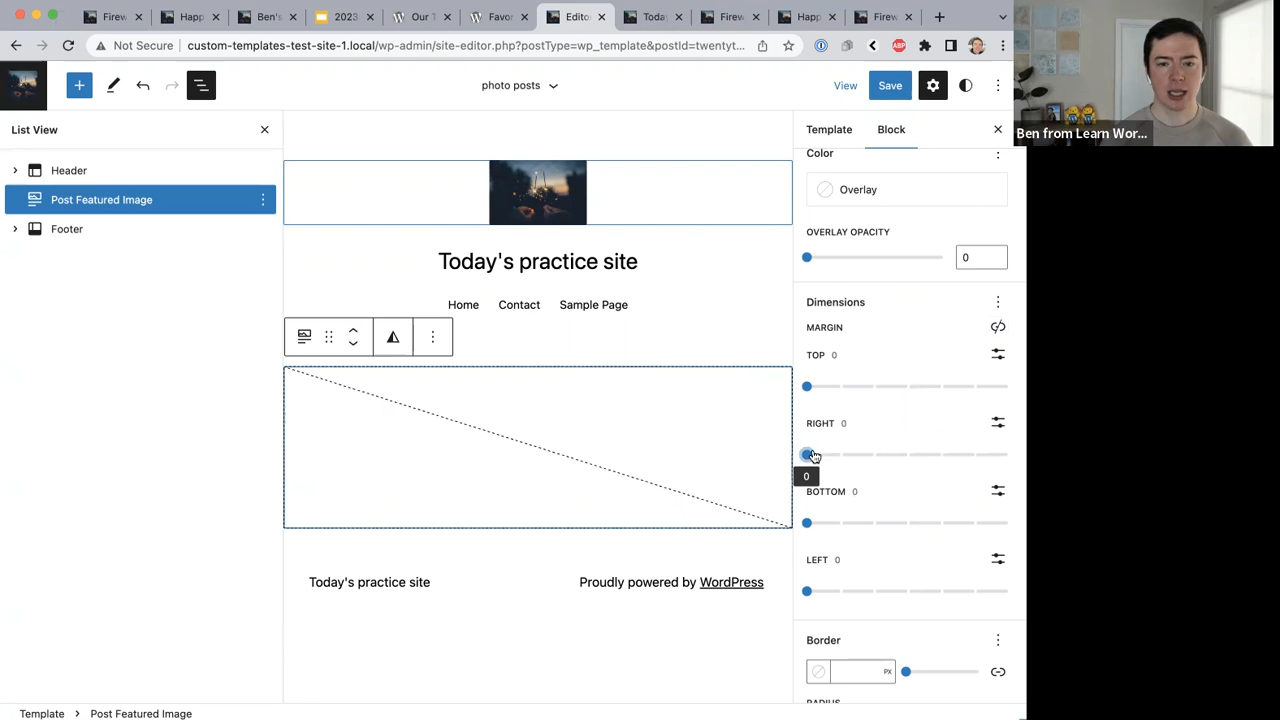 Firew
Happ
Ben's
2023
Our T
Favor
Edito
Today
Firew
Happ
Firew
Not Secure
custom-templates-test-site-1.local/wp-admin/site-editor.php?postType=wp_template&postId=twentyt...
ABP
photo posts
View
Save
Ben from Learn Wor...
List View
Template
Block
Header
Post Featured Image
Footer
Color
Overlay
OVERLAY OPACITY
0
Today's practice site
Home
Contact
Sample Page
Dimensions
MARGIN
TOP 0
RIGHT 0
0
BOTTOM 0
LEFT 0
Today's practice site
Proudly powered by WordPress
Border
PX
RADIUS
Template > Post Featured Image